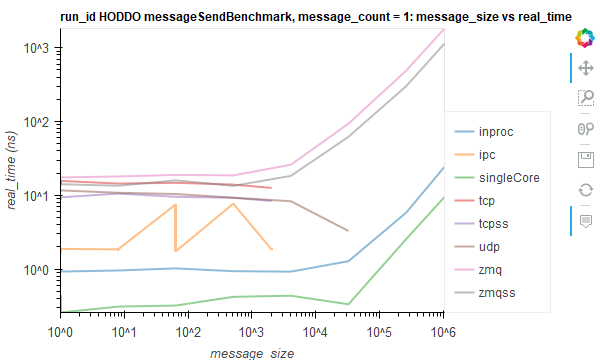 run_id HODDO messageSendBenchmark, message_count = 1: message_size vs real_time
real_time (ns)
10^3
10^2
10^1
10^0
10^0 10^1 10^2 10^3 10^4 10^5 10^6
message_size
inproc
ipc
singleCore
tcp
tcpss
udp
zmq
zmqss